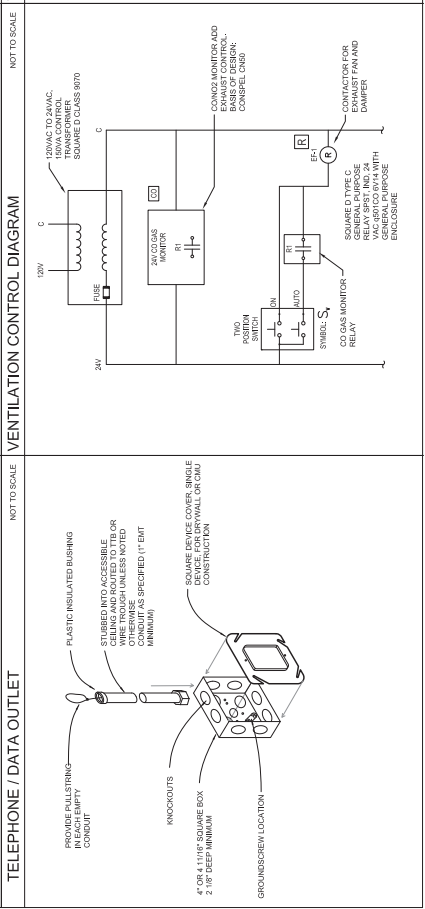 TELEPHONE / DATA OUTLET
NOT TO SCALE
PROVIDE PULLSTRING
IN EACH EMPTY
CONDUIT
PLASTIC INSULATED BUSHING
STUBBED INTO ACCESSIBLE
CEILING AND ROUTED TO TTB OR
WIRE TROUGH UNLESS NOTED
OTHERWISE
CONDUIT AS SPECIFIED (1" EMT
MINIMUM)
KNOCKOUTS
4" OR 4 11/16" SQUARE BOX
2 1/8" DEEP MINIMUM
SQUARE DEVICE COVER, SINGLE
DEVICE, FOR DRYWALL OR CMU
CONSTRUCTION
GROUNDSCREW LOCATION
VENTILATION CONTROL DIAGRAM
NOT TO SCALE
120VAC TO 24VAC,
150VA CONTROL
TRANSFORMER
SQUARE D CLASS 9070
120V
C
FUSE
24V
C
CO
24V CO GAS
MONITOR
R1
CO/NO2 MONITOR ADD
EXHAUST CONTROL.
BASIS OF DESIGN:
CONSPEL CN50
TWO
POSITION
SWITCH
ON
AUTO
SYMBOL:
R1
R
EF-1
R
CONTACTOR FOR
EXHAUST FAN AND
DAMPER
SQUARE D TYPE C
GENERAL PURPOSE
RELAY SPST, IND, 24
VAC q501CO 6V14 WITH
GENERAL PURPOSE
ENCLOSURE
CO GAS MONITOR
RELAY